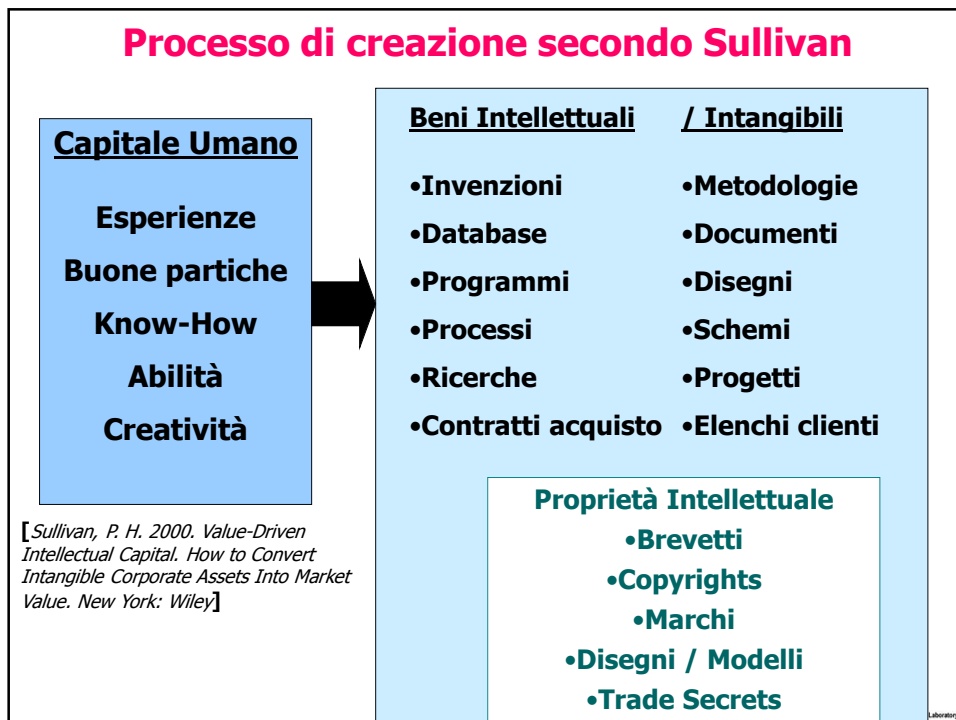 Processo di creazione secondo Sullivan
Capitale Umano
Esperienze
Buone partiche
Know-How
Abilità
Creatività
[Sullivan, P. H. 2000. Value-Driven
Intellectual Capital. How to Convert
Intangible Corporate Assets Into Market
Value. New York: Wiley]
Beni Intellettuali / Intangibili
•Invenzioni •Metodologie
•Database •Documenti
•Programmi •Disegni
•Processi •Schemi
•Ricerche •Progetti
•Contratti acquisto •Elenchi clienti
Proprietà Intellettuale
•Brevetti
•Copyrights
•Marchi
•Disegni / Modelli
•Trade Secrets
Laboratory